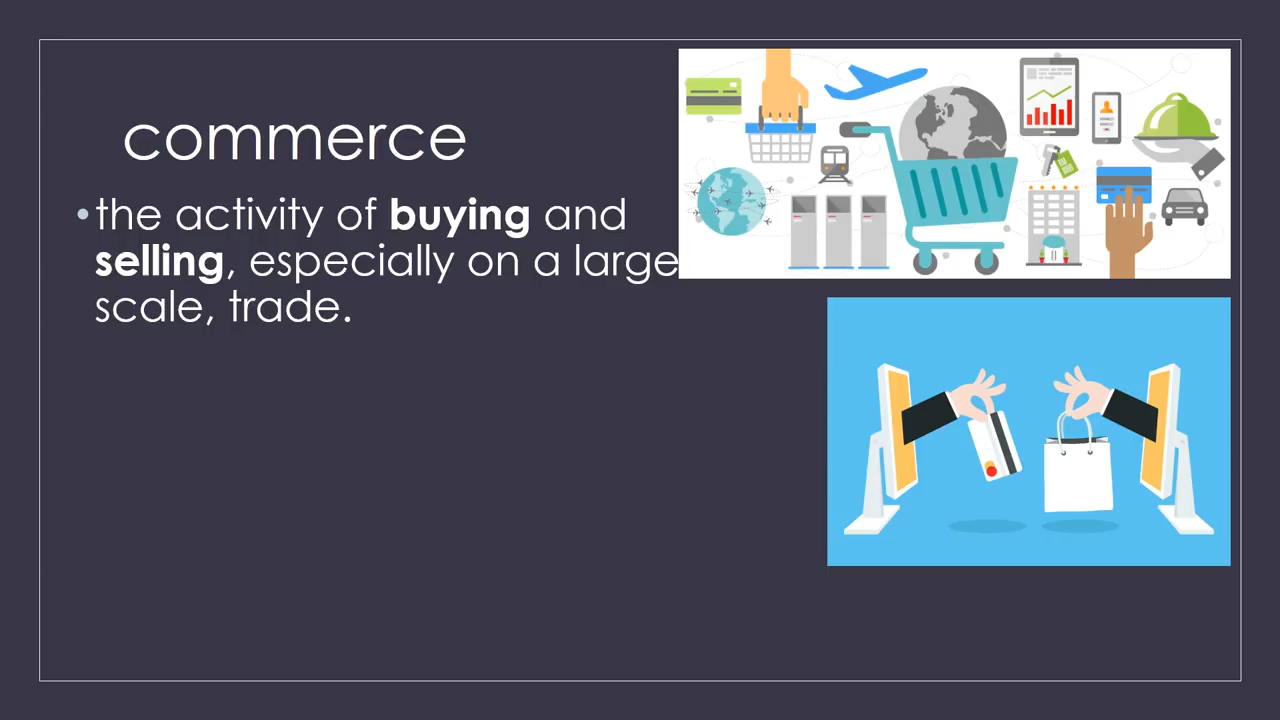 commerce
•the activity of buying and
selling, especially on a large
scale, trade.